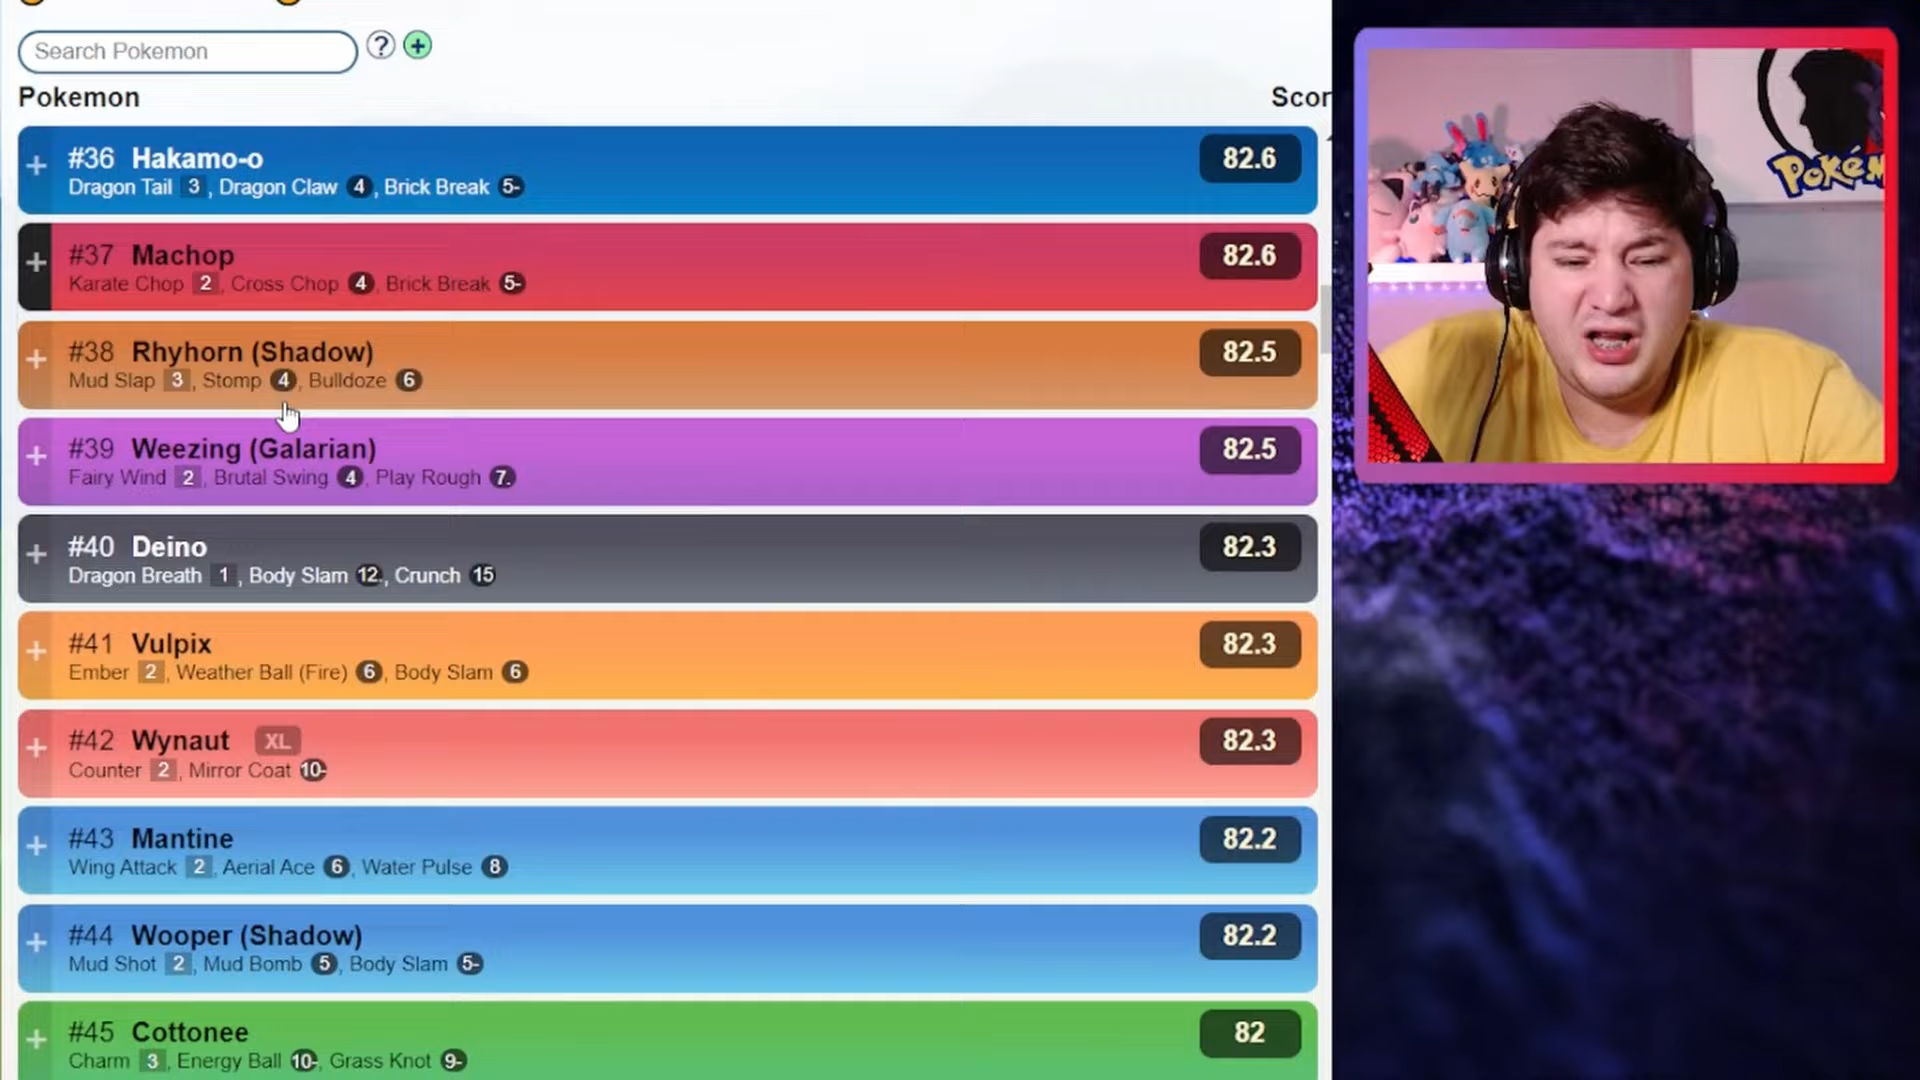 Search Pokemon ? +
Pokemon Scor
+ #36 Hakamo-o 82.6
Dragon Tail 3 , Dragon Claw 4 , Brick Break 5-
+ #37 Machop 82.6
Karate Chop 2 , Cross Chop 4 , Brick Break 5-
+ #38 Rhyhorn (Shadow) 82.5
Mud Slap 3 , Stomp 4 , Bulldoze 6
+ #39 Weezing (Galarian) 82.5
Fairy Wind 2 , Brutal Swing 4 , Play Rough 7.
+ #40 Deino 82.3
Dragon Breath 1 , Body Slam 12. , Crunch 15
+ #41 Vulpix 82.3
Ember 2 , Weather Ball (Fire) 6 , Body Slam 6
+ #42 Wynaut XL 82.3
Counter 2 , Mirror Coat 10-
+ #43 Mantine 82.2
Wing Attack 2 , Aerial Ace 6 , Water Pulse 8
+ #44 Wooper (Shadow) 82.2
Mud Shot 2 , Mud Bomb 5 , Body Slam 5-
+ #45 Cottonee 82
Charm 3 , Energy Ball 10- , Grass Knot 9-
POKéM